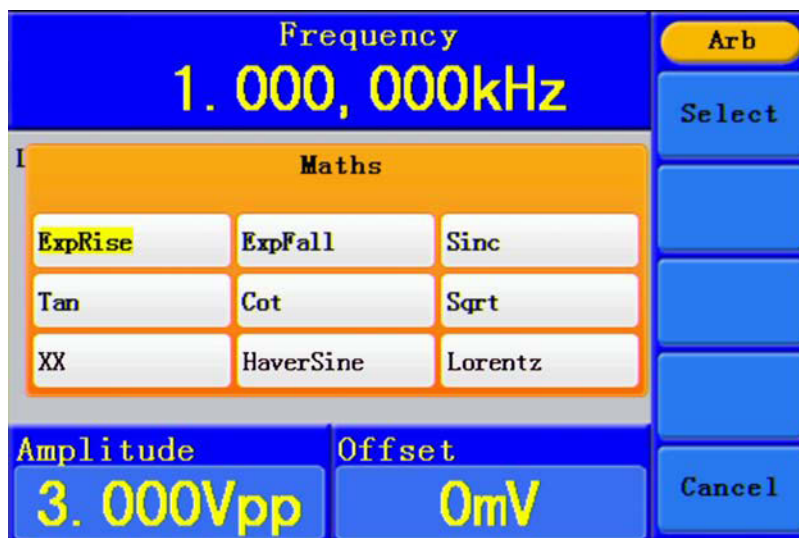 Frequency
1.000,000kHz
Arb
Select
Maths
ExpRise ExpFall Sinc
Tan Cot Sqrt
XX HaverSine Lorentz
Amplitude Offset
3.000Vpp 0mV
Cancel